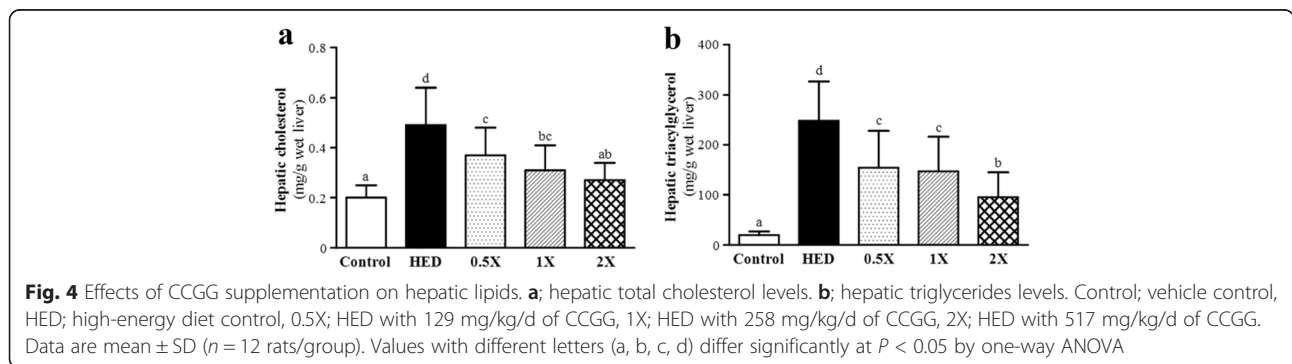 a
b
Hepatic cholesterol
(mg/g wet liver)
0.8
0.6
0.4
0.2
0
a
d
c
bc
ab
Control HED 0.5X 1X 2X
Hepatic triacylglycerol
(mg/g wet liver)
400
300
200
100
0
a
d
c
c
b
Control HED 0.5X 1X 2X
Fig. 4 Effects of CCGG supplementation on hepatic lipids. a; hepatic total cholesterol levels. b; hepatic triglycerides levels. Control; vehicle control,
HED; high-energy diet control, 0.5X; HED with 129 mg/kg/d of CCGG, 1X; HED with 258 mg/kg/d of CCGG, 2X; HED with 517 mg/kg/d of CCGG.
Data are mean ± SD (n = 12 rats/group). Values with different letters (a, b, c, d) differ significantly at P < 0.05 by one-way ANOVA